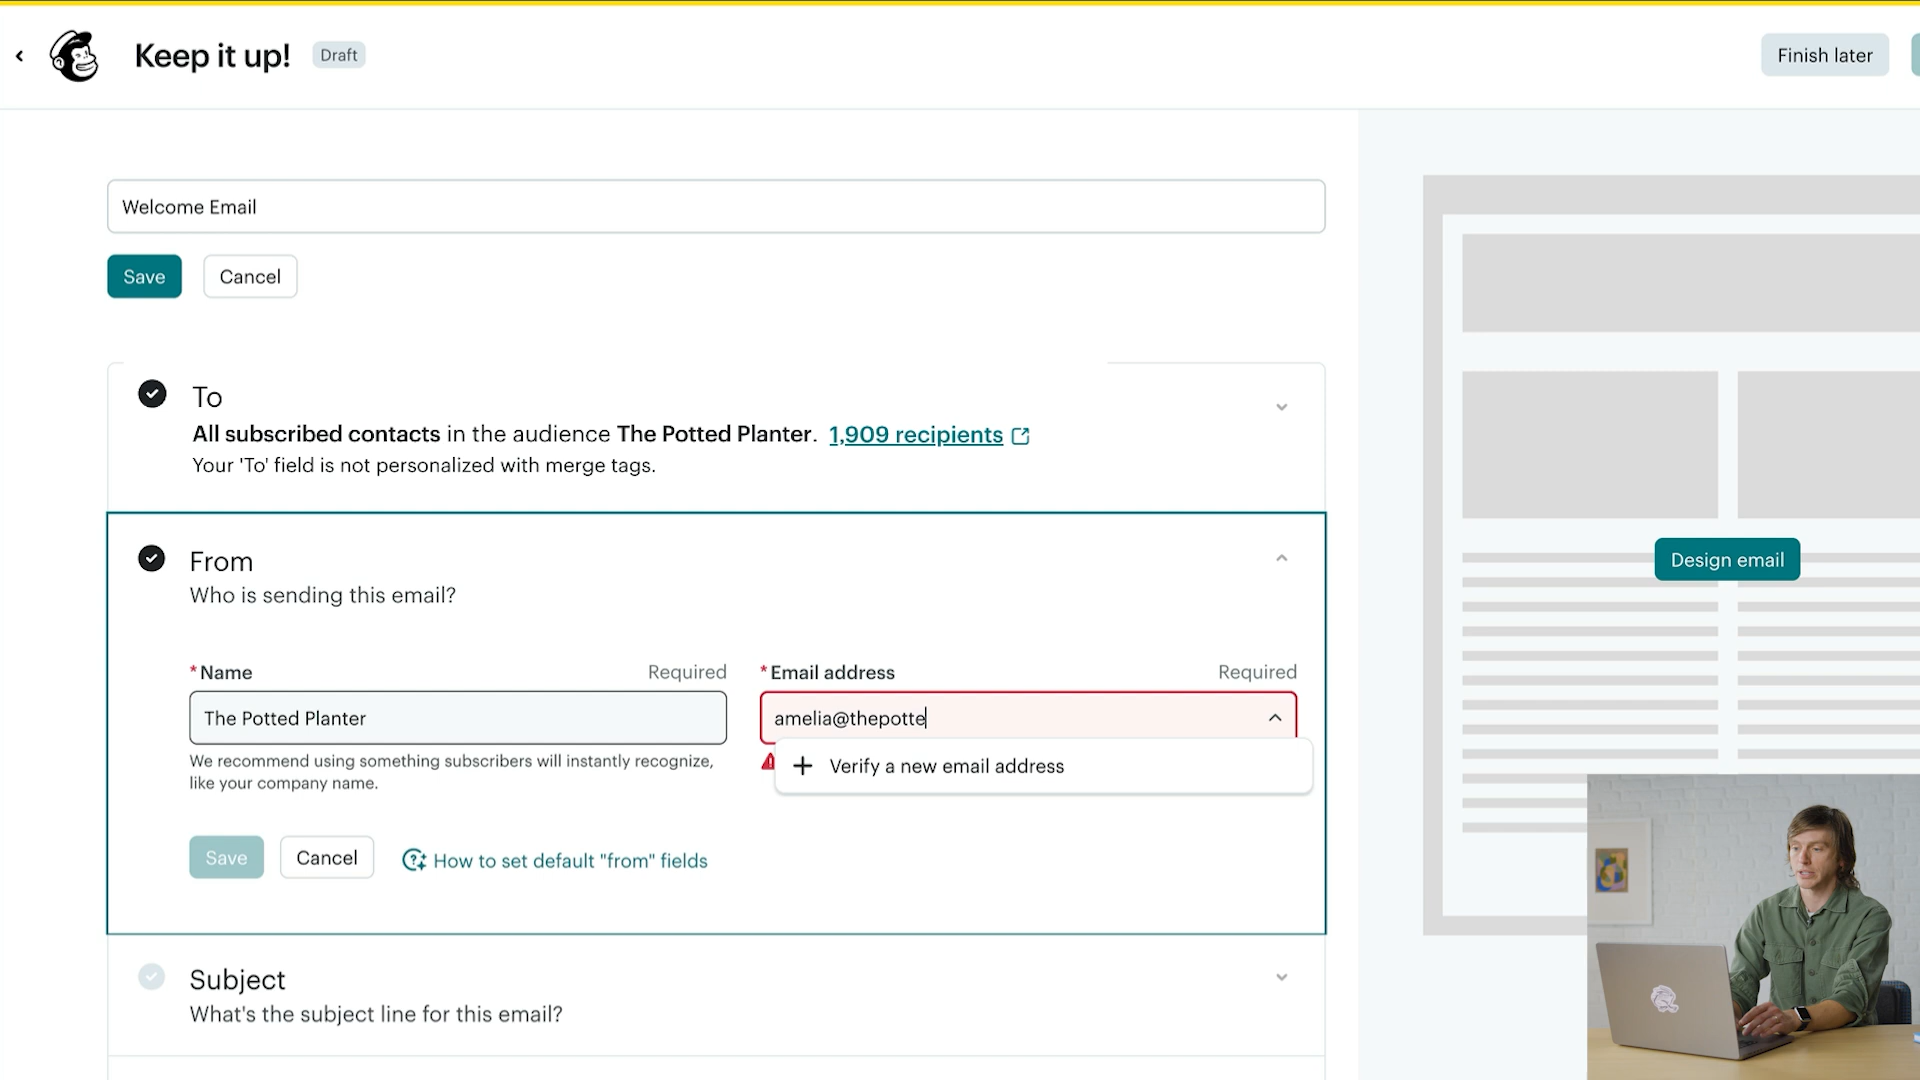 Keep it up!
Draft
Finish later
Welcome Email
Save
Cancel
To
All subscribed contacts in the audience The Potted Planter. 1,909 recipients
Your 'To' field is not personalized with merge tags.
From
Who is sending this email?
*Name
Required
*Email address
Required
The Potted Planter
amelia@thepotte
We recommend using something subscribers will instantly recognize,
like your company name.
Verify a new email address
Save
Cancel
How to set default "from" fields
Subject
What's the subject line for this email?
Design email